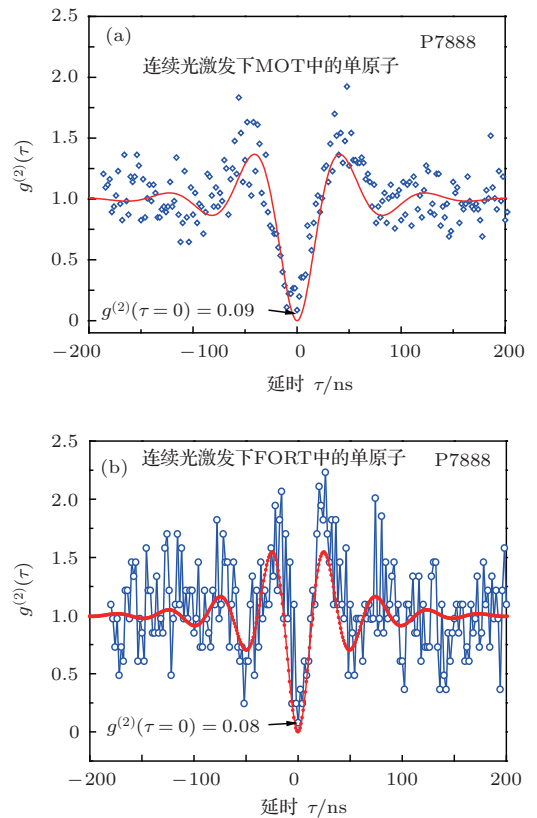 (a)
P7888
连续光激发下MOT中的单原子
g⁽²⁾(τ)
2.5
2.0
1.5
1.0
0.5
0
g⁽²⁾(τ=0)=0.09
−200 −100 0 100 200
延时 τ/ns
(b)
连续光激发下FORT中的单原子
P7888
g⁽²⁾(τ)
2.5
2.0
1.5
1.0
0.5
0
g⁽²⁾(τ=0)=0.08
−200 −100 0 100 200
延时 τ/ns